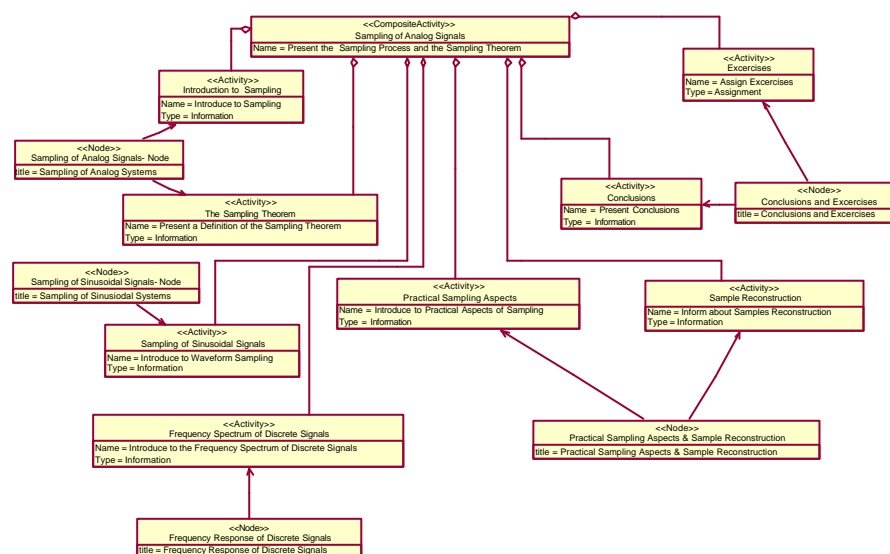 <<CompositeActivity>>
Sampling of Analog Signals
Name = Present the Sampling Process and the Sampling Theorem
<<Activity>>
Introduction to Sampling
Name = Introduce to Sampling
Type = Information
<<Activity>>
Excercises
Name = Assign Excercises
Type = Assignment
<<Node>>
Sampling of Analog Signals- Node
title = Sampling of Analog Systems
<<Activity>>
The Sampling Theorem
Name = Present a Definition of the Sampling Theorem
Type = Information
<<Activity>>
Conclusions
Name = Present Conclusions
Type = Information
<<Node>>
Conclusions and Excercises
title = Conclusions and Excercises
<<Node>>
Sampling of Sinusoidal Signals- Node
title = Sampling of Sinusiodal Systems
<<Activity>>
Practical Sampling Aspects
Name = Introduce to Practical Aspects of Sampling
Type = Information
<<Activity>>
Sample Reconstruction
Name = Inform about Samples Reconstruction
Type = Information
<<Activity>>
Sampling of Sinusoidal Signals
Name = Introduce to Waveform Sampling
Type = Information
<<Activity>>
Frequency Spectrum of Discrete Signals
Name = Introduce to the Frequency Spectrum of Discrete Signals
Type = Information
<<Node>>
Practical Sampling Aspects & Sample Reconstruction
title = Practical Sampling Aspects & Sample Reconstruction
<<Node>>
Frequency Response of Discrete Signals
title = Frequency Response of Discrete Signals